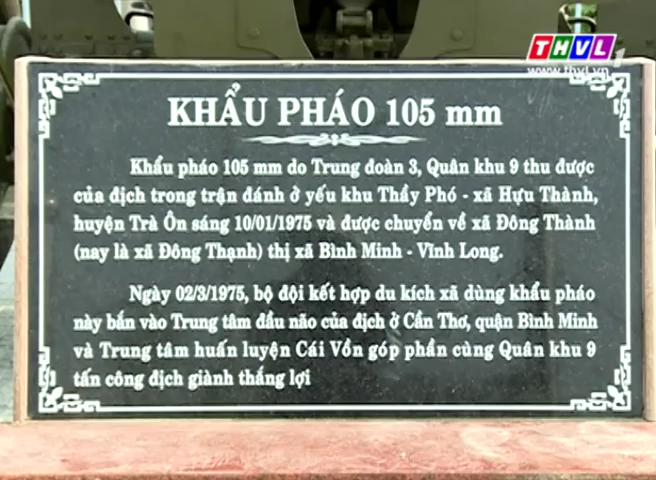 THVL1
www.thvl.vn
KHẨU PHÁO 105 mm
Khẩu pháo 105 mm do Trung đoàn 3, Quân khu 9 thu được
của địch trong trận đánh ở yếu khu Thầy Phó - xã Hựu Thành,
huyện Trà Ôn sáng 10/01/1975 và được chuyển về xã Đông Thành
(nay là xã Đông Thạnh) thị xã Bình Minh - Vĩnh Long.
Ngày 02/3/1975, bộ đội kết hợp du kích xã dùng khẩu pháo
này bắn vào Trung tâm đầu não của địch ở Cần Thơ, quận Bình Minh
và Trung tâm huấn luyện Cái Vồn góp phần cùng Quân khu 9
tấn công địch giành thắng lợi